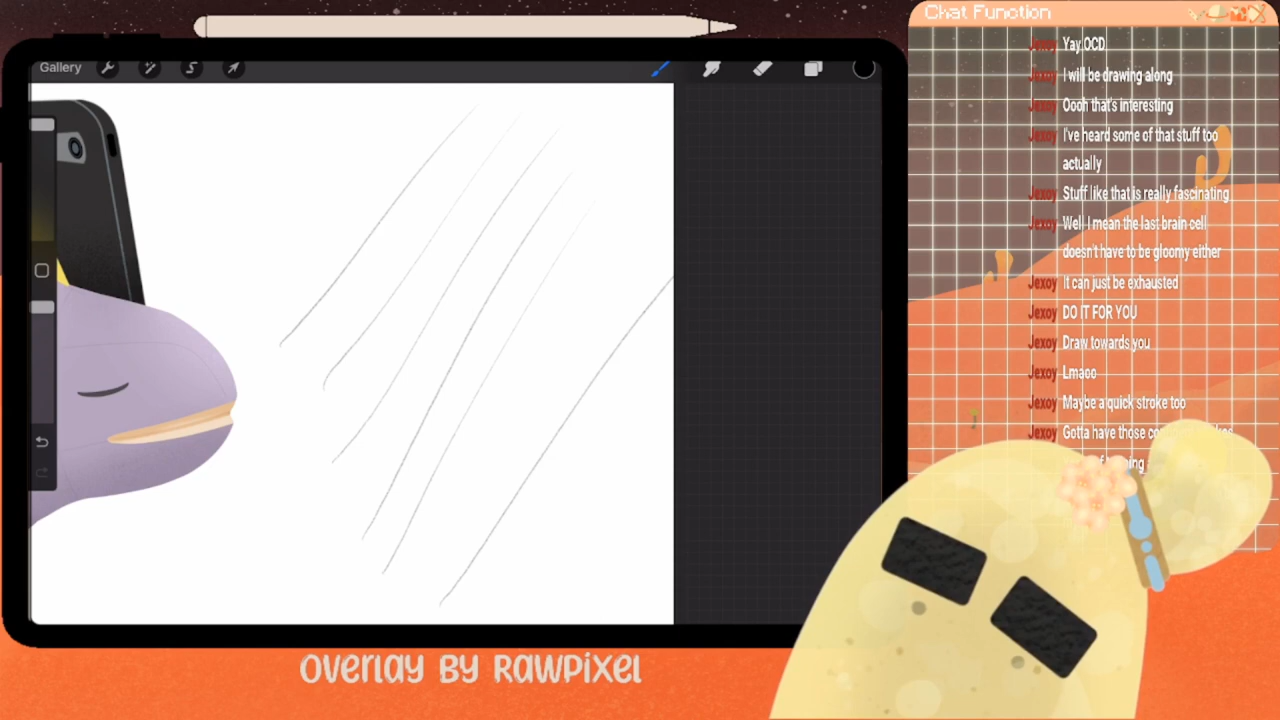 Chat Function
Gallery
Jexoy Yay OCD
Jexoy I will be drawing along
Jexoy Oooh that's interesting
Jexoy I've heard some of that stuff too
actually
Jexoy Stuff like that is really fascinating
Jexoy Well I mean the last brain cell
doesn't have to be gloomy either
Jexoy It can just be exhausted
Jexoy DO IT FOR YOU
Jexoy Draw towards you
Jexoy Lmaoo
Jexoy Maybe a quick stroke too
Jexoy Gotta have those
OVERLAY BY RAWPIXEL